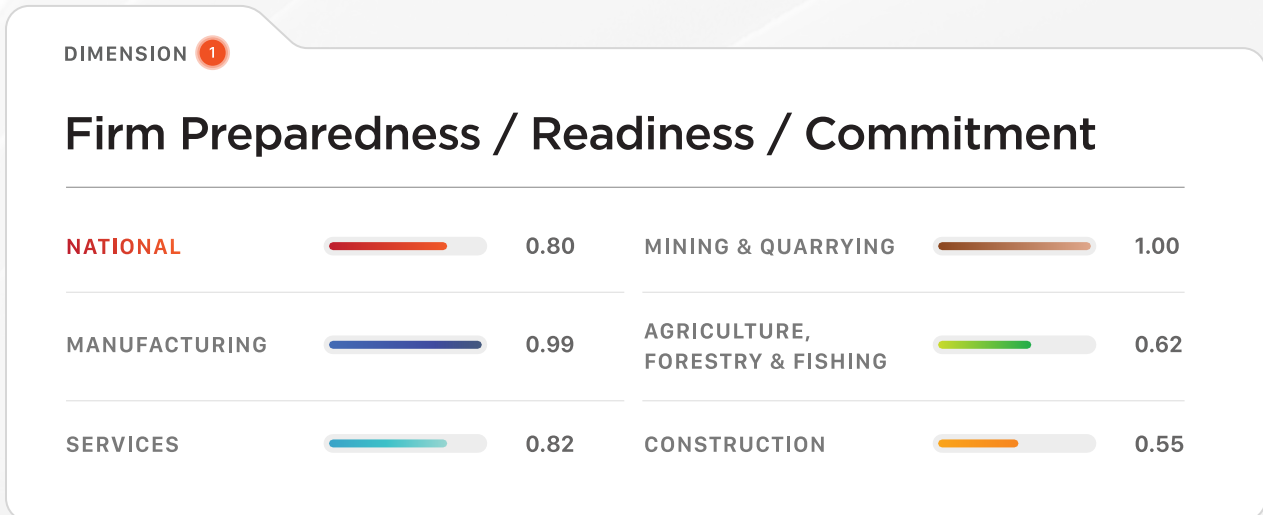 DIMENSION 1
Firm Preparedness / Readiness / Commitment
NATIONAL 0.80
MINING & QUARRYING 1.00
MANUFACTURING 0.99
AGRICULTURE,
FORESTRY & FISHING 0.62
SERVICES 0.82
CONSTRUCTION 0.55